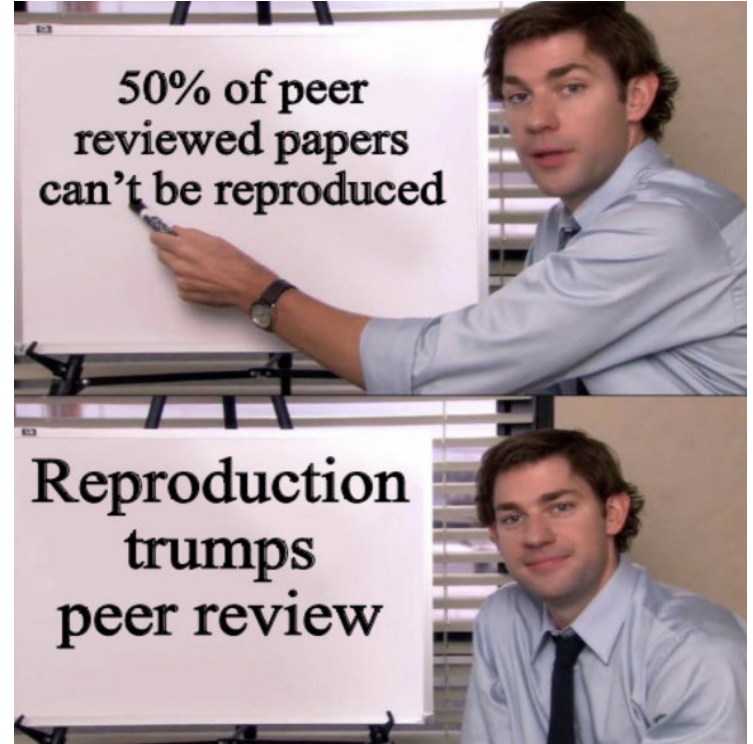 50% of peer
reviewed papers
can't be reproduced
Reproduction
trumps
peer review